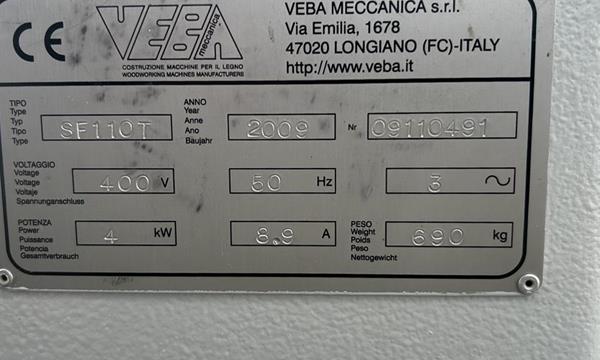 CE VEBA meccanica
COSTRUZIONE MACCHINE PER IL LEGNO
WOODWORKING MACHINES MANUFACTURERS
VEBA MECCANICA s.r.l.
Via Emilia, 1678
47020 LONGIANO (FC)-ITALY
http://www.veba.it
TIPO
Type
Typ
Tipo
Type
SF110T
ANNO
Year
Anne
Ano
Baujahr
2009
Nr 09110491
VOLTAGGIO
Voltage
Voltage
Voltaje
Spannunganschluss
400 V
50 Hz
3 ~
POTENZA
Power
Puissance
Potencia
Gesamtverbrauch
4 kW
8.9 A
PESO
Weight
Poids
Peso
Nettogewicht
690 kg